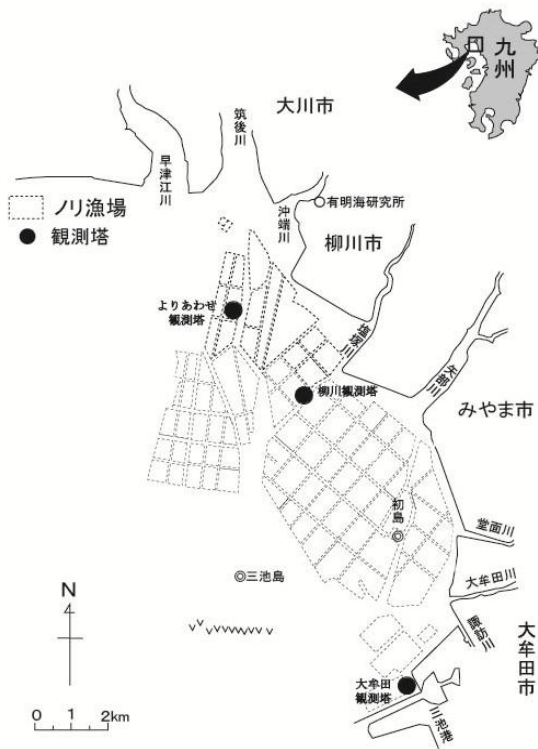 九州
大川市
筑後川
早津江川
ノリ漁場
観測塔
沖端川
有明海研究所
柳川市
よりあわせ
観測塔
塩塚川
矢部川
柳川観測塔
みやま市
初島
堂面川
三池島
大牟田川
諏訪川
大牟田市
N
大牟田
観測塔
三池港
0 1 2km